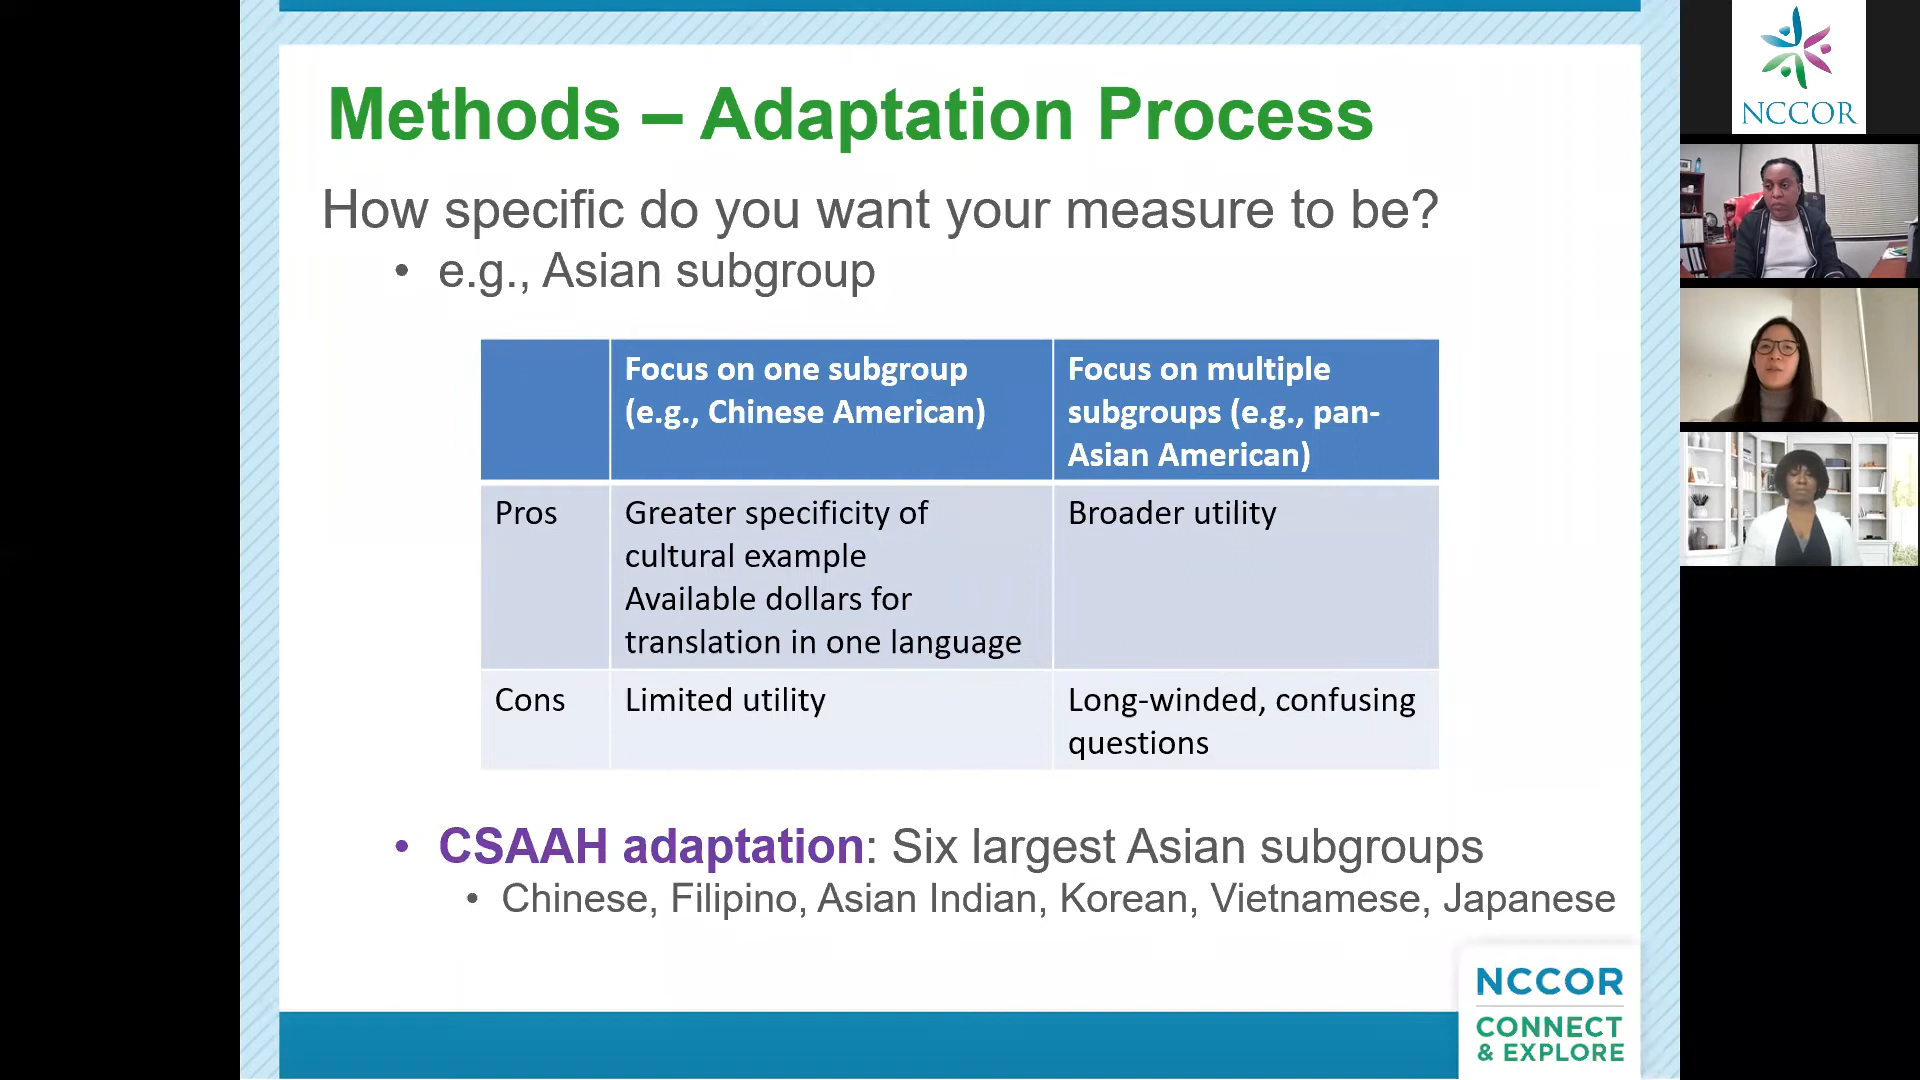 Methods – Adaptation Process
How specific do you want your measure to be?
• e.g., Asian subgroup
Focus on one subgroup
(e.g., Chinese American)
Focus on multiple
subgroups (e.g., pan-
Asian American)
Pros
Greater specificity of
cultural example
Available dollars for
translation in one language
Broader utility
Cons
Limited utility
Long-winded, confusing
questions
• CSAAH adaptation: Six largest Asian subgroups
• Chinese, Filipino, Asian Indian, Korean, Vietnamese, Japanese
NCCOR
CONNECT
& EXPLORE
NCCOR